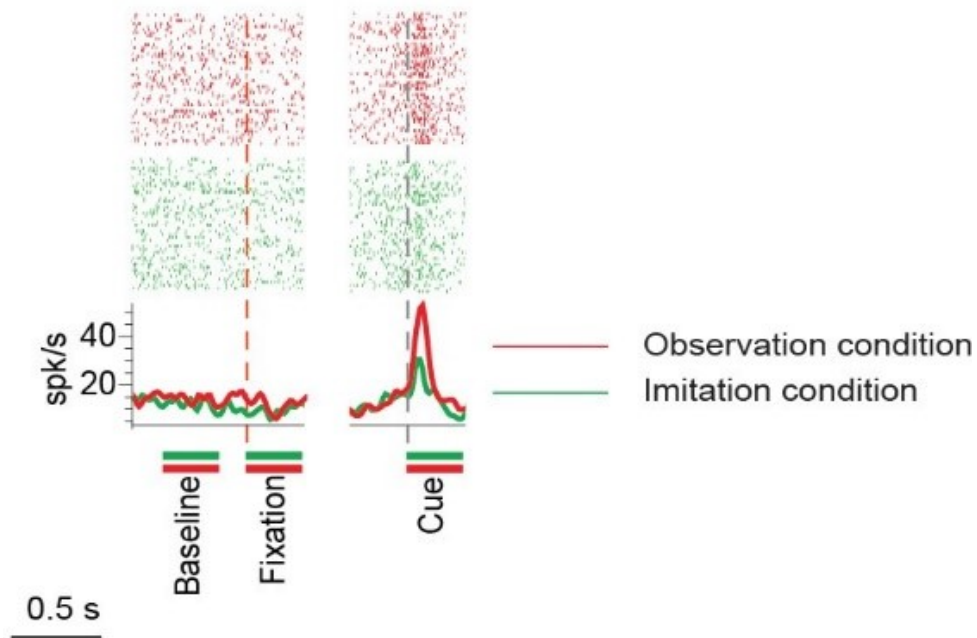 spk/s
40
20
Observation condition
Imitation condition
Baseline
Fixation
Cue
0.5 s